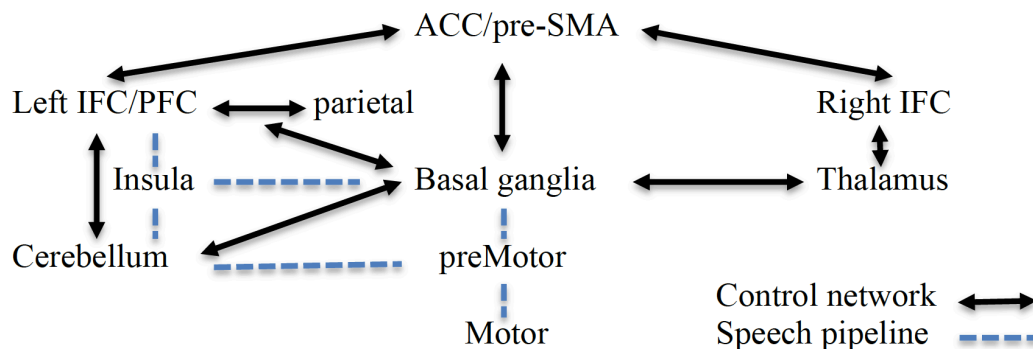 ACC/pre-SMA
Left IFC/PFC
parietal
Right IFC
Insula
Basal ganglia
Thalamus
Cerebellum
preMotor
Motor
Control network
Speech pipeline